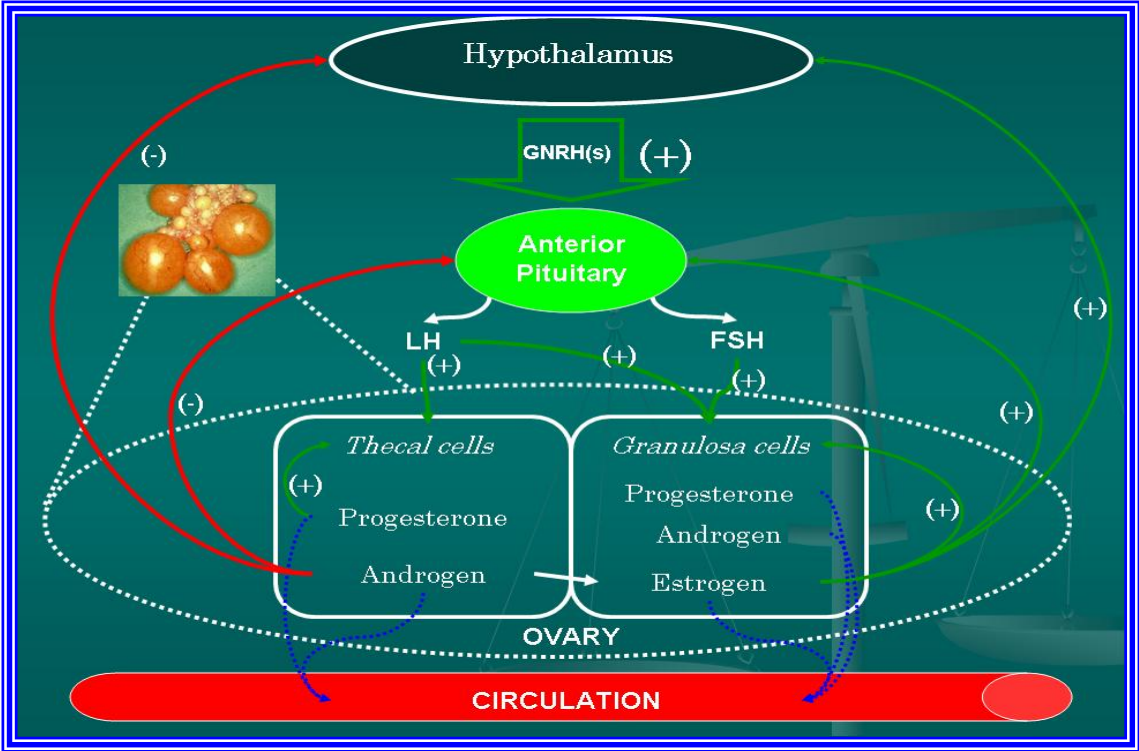 Hypothalamus
GNRH(s) (+)
(-)
Anterior
Pituitary
(+)
LH
FSH
(+)
(+)
(+)
(-)
(+)
Thecal cells
Granulosa cells
(+)
Progesterone
Progesterone
(+)
Androgen
Androgen
Estrogen
OVARY
CIRCULATION